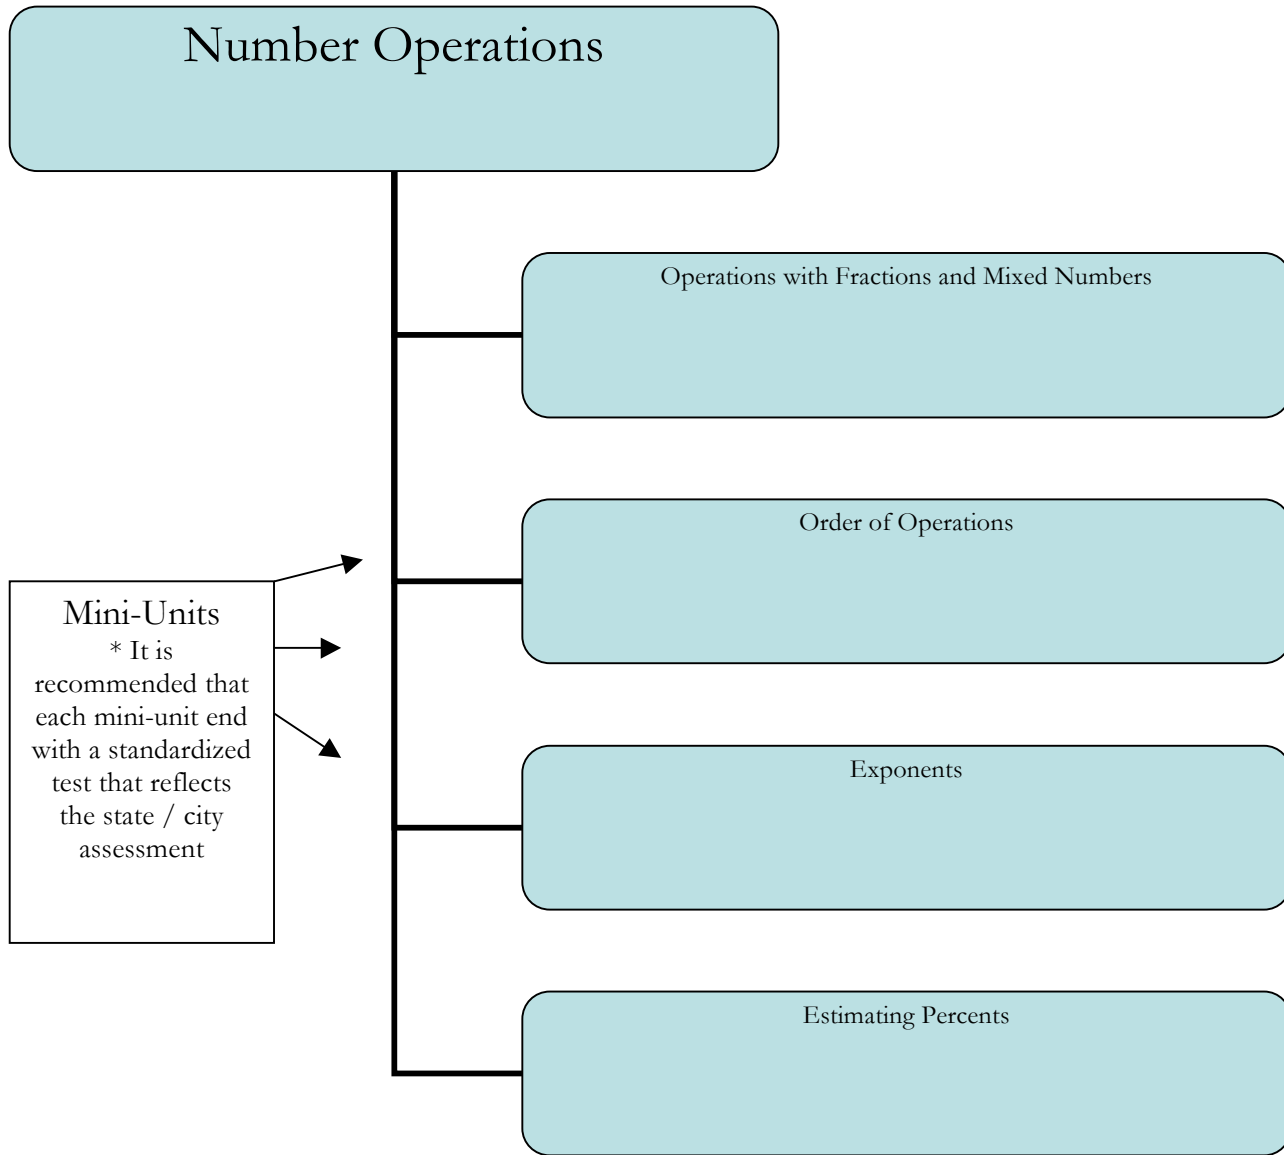 Number Operations
Operations with Fractions and Mixed Numbers
Order of Operations
Mini-Units
* It is
recommended that
each mini-unit end
with a standardized
test that reflects
the state / city
assessment
Exponents
Estimating Percents